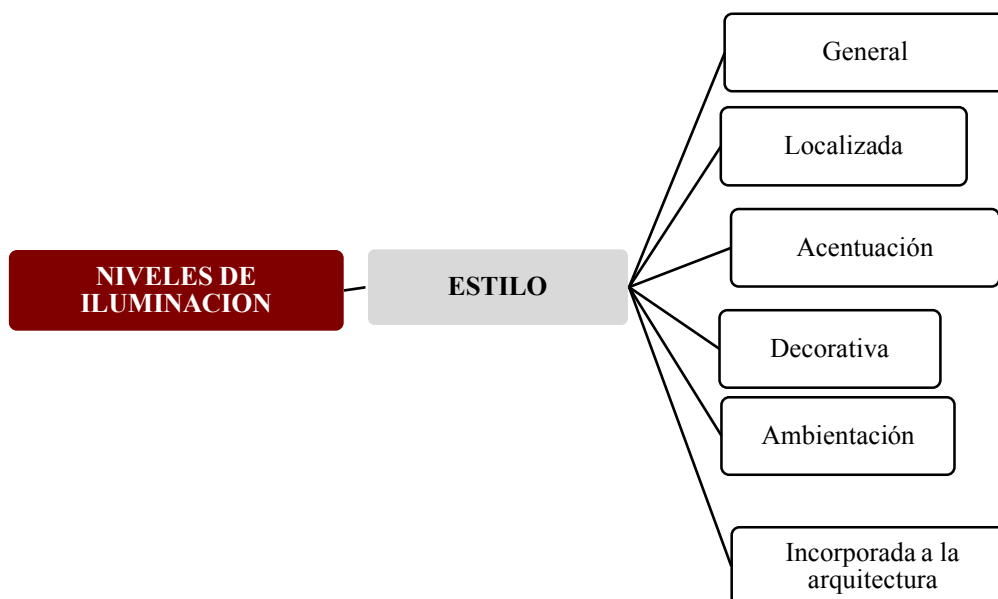 General
Localizada
Acentuación
NIVELES DE
ILUMINACION
ESTILO
Decorativa
Ambientación
Incorporada a la
arquitectura